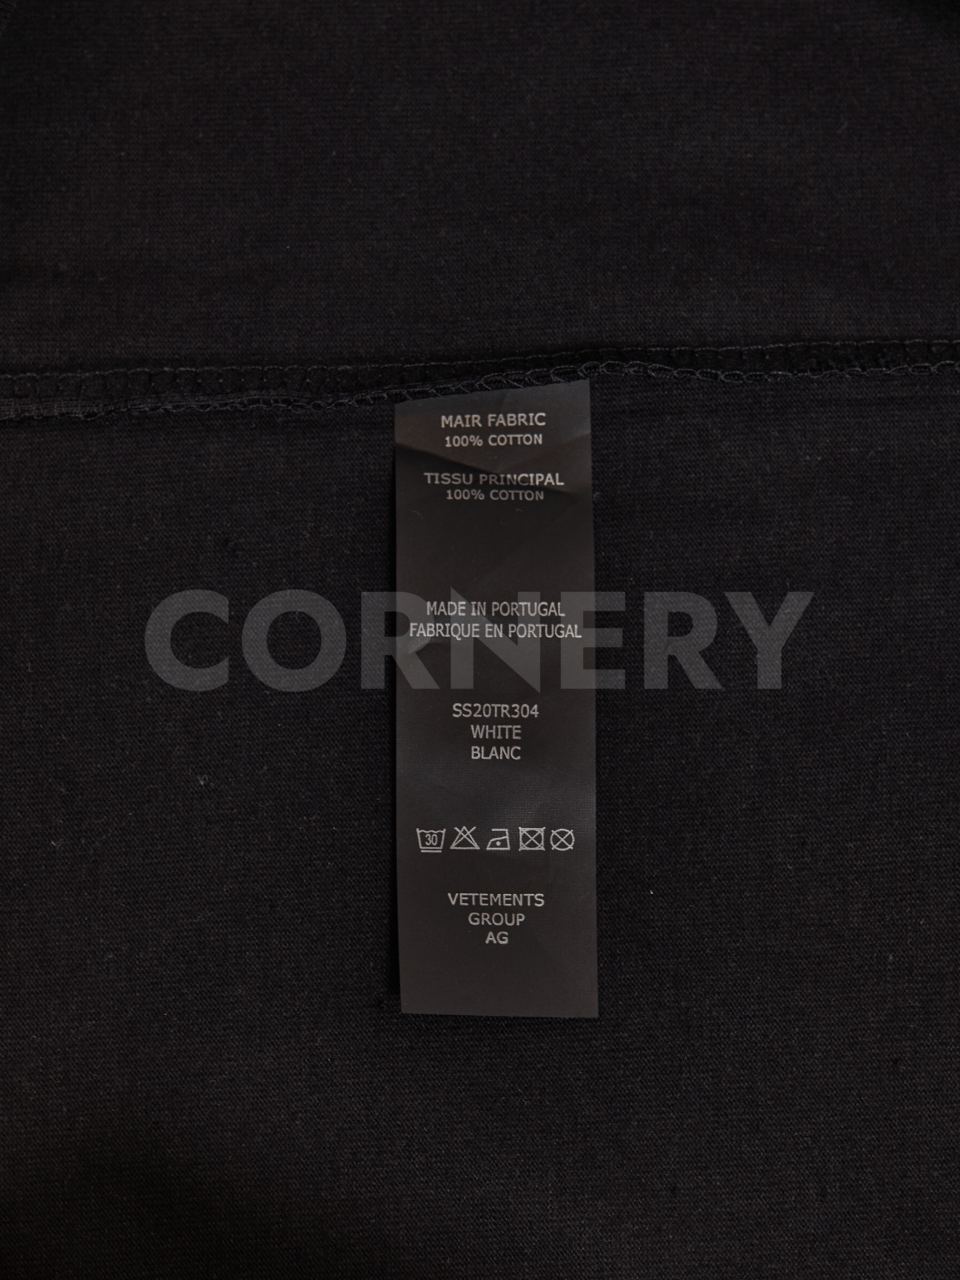 MAIR FABRIC
100% COTTON
TISSU PRINCIPAL
100% COTTON
MADE IN PORTUGAL
FABRIQUE EN PORTUGAL
CORNERY
SS20TR304
WHITE
BLANC
30
VETEMENTS
GROUP
AG